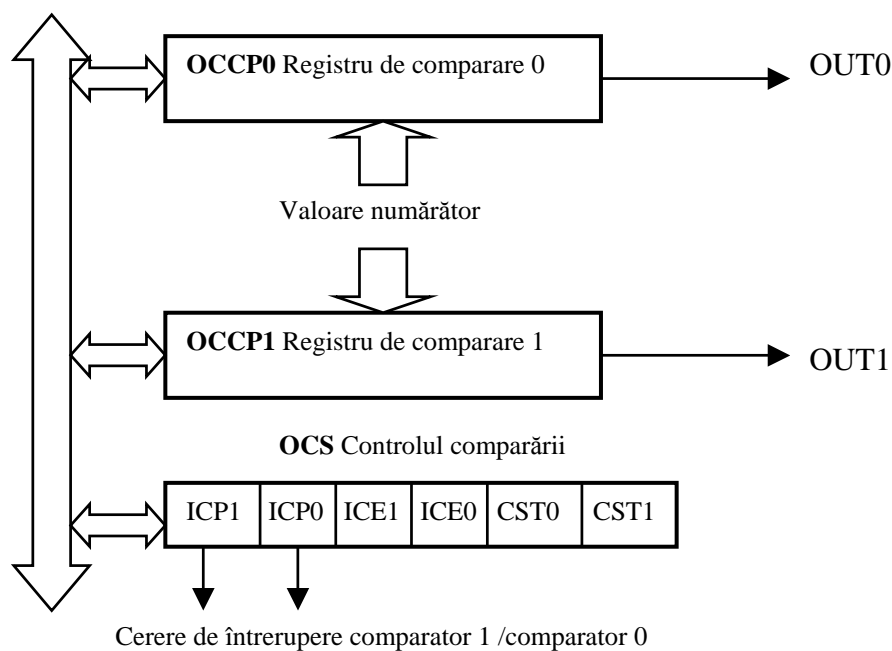 OCCP0 Registru de comparare 0
OUT0
Valoare numărător
OCCP1 Registru de comparare 1
OUT1
OCS Controlul comparării
ICP1 ICP0 ICE1 ICE0 CST0 CST1
Cerere de întrerupere comparator 1 /comparator 0